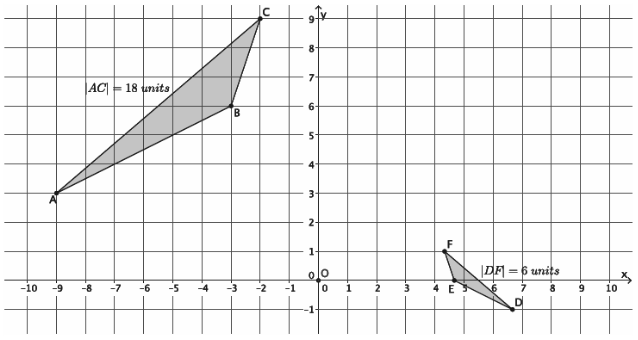 C
9 y
8
7
|AC| = 18 units
6
B
5
4
3
A
2
F
1
|DF| = 6 units
0 O x
-10 -9 -8 -7 -6 -5 -4 -3 -2 -1 0 1 2 3 4 5 6 7 8 9 10
E
D
-1